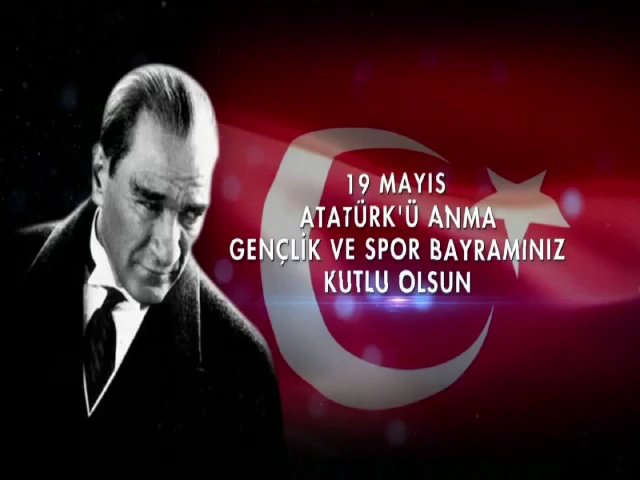 19 MAYIS
ATATÜRK'Ü ANMA
GENÇLİK VE SPOR BAYRAMINIZ
KUTLU OLSUN